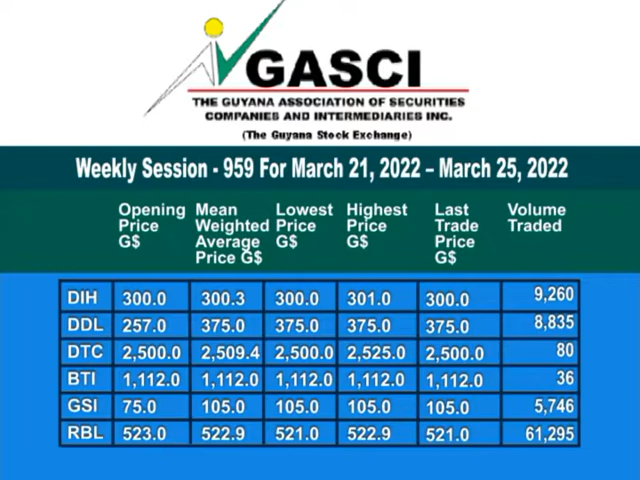 GASCI
THE GUYANA ASSOCIATION OF SECURITIES
COMPANIES AND INTERMEDIARIES INC.
(The Guyana Stock Exchange)
Weekly Session - 959 For March 21, 2022 – March 25, 2022
Opening Price G$ Mean Weighted Average Price G$ Lowest Price G$ Highest Price G$ Last Trade Price G$ Volume Traded
DIH 300.0 300.3 300.0 301.0 300.0 9,260
DDL 257.0 375.0 375.0 375.0 375.0 8,835
DTC 2,500.0 2,509.4 2,500.0 2,525.0 2,500.0 80
BTI 1,112.0 1,112.0 1,112.0 1,112.0 1,112.0 36
GSI 75.0 105.0 105.0 105.0 105.0 5,746
RBL 523.0 522.9 521.0 522.9 521.0 61,295